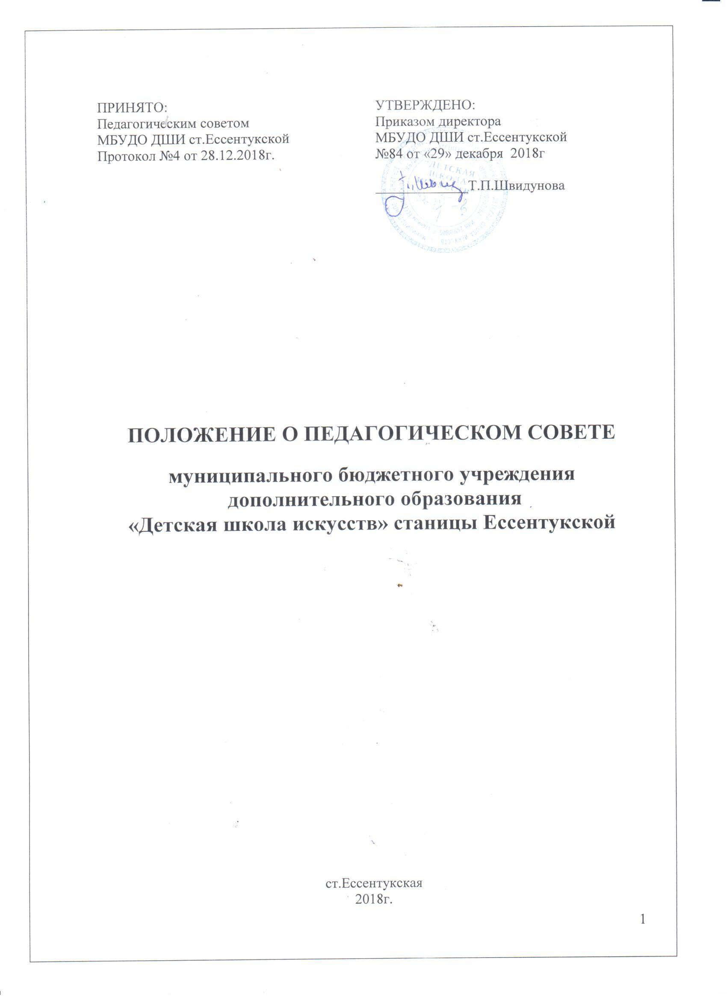 ПРИНЯТО:
Педагогическим советом
МБУДО ДШИ ст.Ессентукской
Протокол №4 от 28.12.2018г.
УТВЕРЖДЕНО:
Приказом директора
МБУДО ДШИ ст.Ессентукской
№84 от «29» декабря 2018г
Т.П.Швидунова
ДЕТСКАЯ
ШКОЛА
ПОЛОЖЕНИЕ О ПЕДАГОГИЧЕСКОМ СОВЕТЕ
муниципального бюджетного учреждения
дополнительного образования
«Детская школа искусств» станицы Ессентукской
ст.Ессентукская
2018г.
1